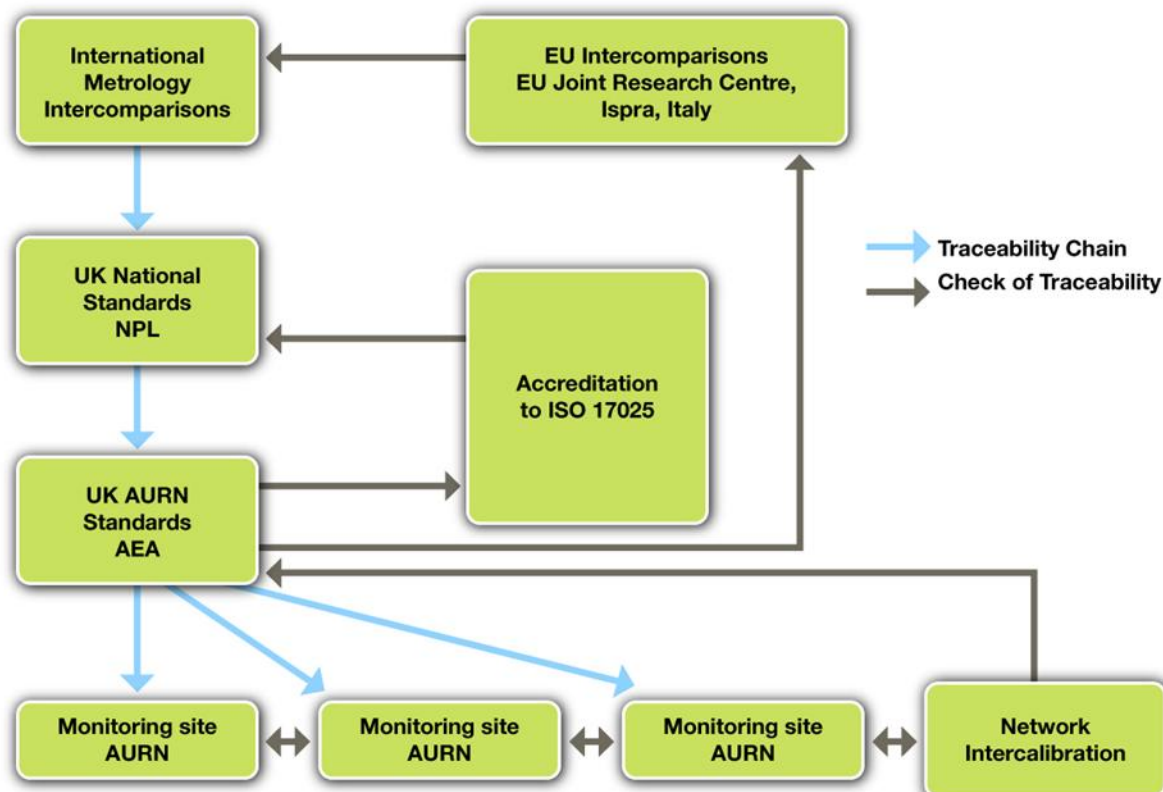 International
Metrology
Intercomparisons
EU Intercomparisons
EU Joint Research Centre,
Ispra, Italy
UK National
Standards
NPL
Traceability Chain
Check of Traceability
Accreditation
to ISO 17025
UK AURN
Standards
AEA
Monitoring site
AURN
Monitoring site
AURN
Monitoring site
AURN
Network
Intercalibration